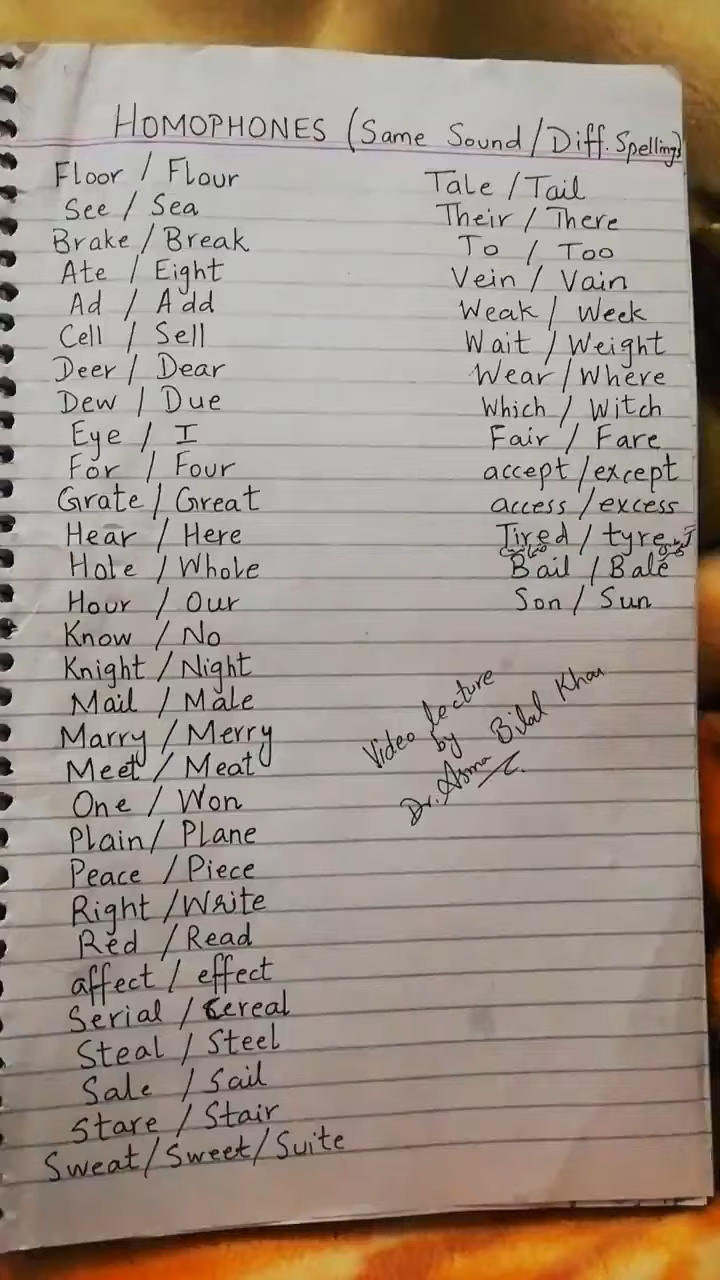 HOMOPHONES (Same Sound/Diff. Spelling)
Floor / Flour
See / Sea
Brake / Break
Ate / Eight
Ad / Add
Cell / Sell
Deer / Dear
Dew / Due
Eye / I
For / Four
Grate / Great
Hear / Here
Hole / Whole
Hour / Our
Know / No
Knight / Night
Mail / Male
Marry / Merry
Meet / Meat
One / Won
Plain / Plane
Peace / Piece
Right / Write
Red / Read
affect / effect
Serial / Cereal
Steal / Steel
Sale / Sail
Stare / Stair
Sweat/Sweet/Suite
Tale / Tail
Their / There
To / Too
Vein / Vain
Weak / Week
Wait / Weight
Wear / Where
Which / Witch
Fair / Fare
accept / except
access / excess
Tired / tyre
Bail / Bale
Son / Sun
Video lecture
by
Dr. Asma Bilal Khan